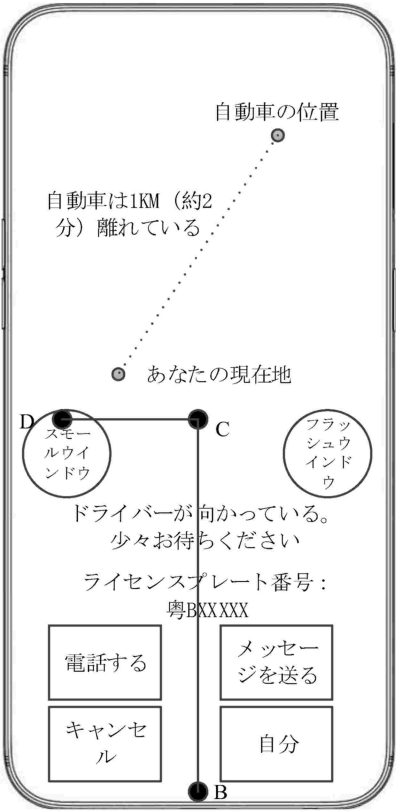 自動車の位置
自動車は1KM（約2
分）離れている
あなたの現在地
D
C
スモー
ルウイ
ンドウ
フラッ
シュウ
インド
ウ
ドライバーが向かっている。
少々お待ちください
ライセンスプレート番号：
粤BXXXXX
電話する
メッセー
ジを送る
キャンセ
ル
自分
B